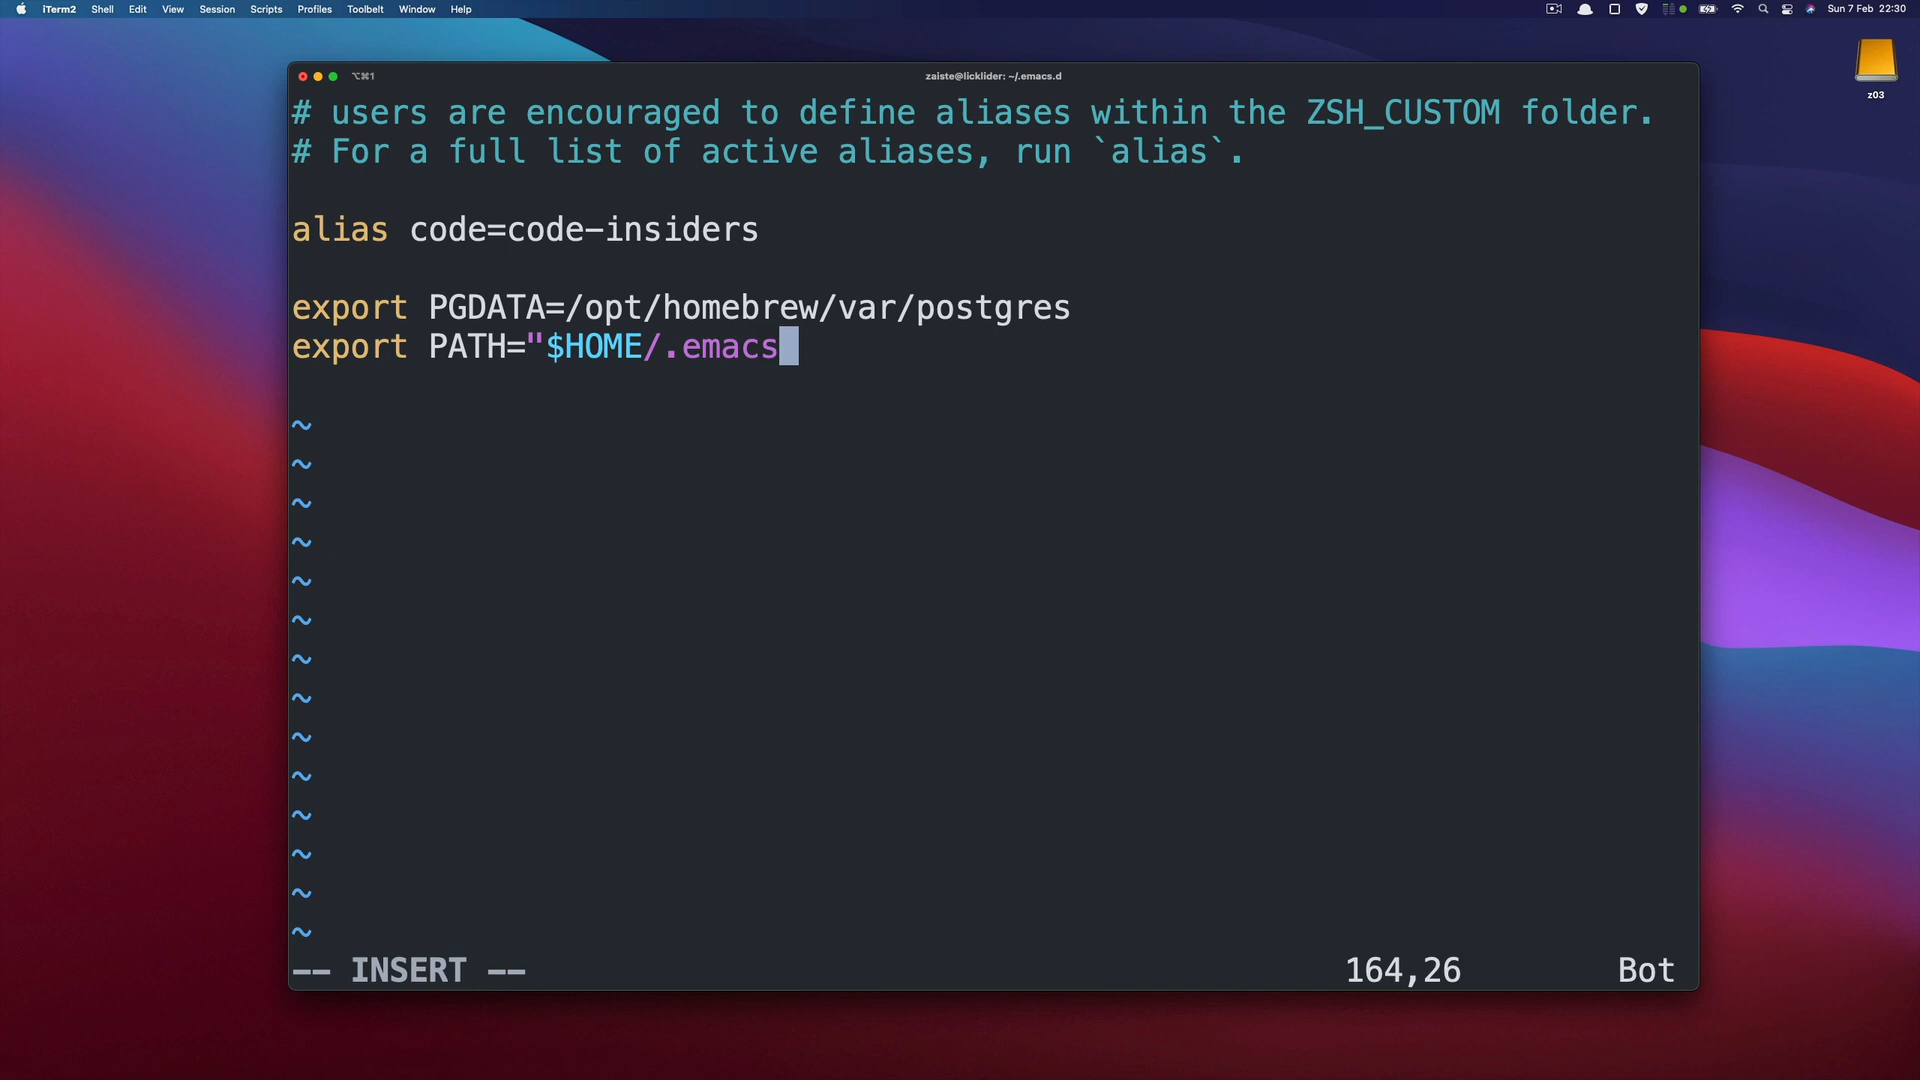 iTerm2 Shell Edit View Session Scripts Profiles Toolbelt Window Help Sun 7 Feb 22:30
⌥⌘1 zaiste@licklider: ~/.emacs.d
z03
# users are encouraged to define aliases within the ZSH_CUSTOM folder.
# For a full list of active aliases, run `alias`.
alias code=code-insiders
export PGDATA=/opt/homebrew/var/postgres
export PATH="$HOME/.emacs
~
~
~
~
~
~
~
~
~
~
~
~
~
~
-- INSERT -- 164,26 Bot